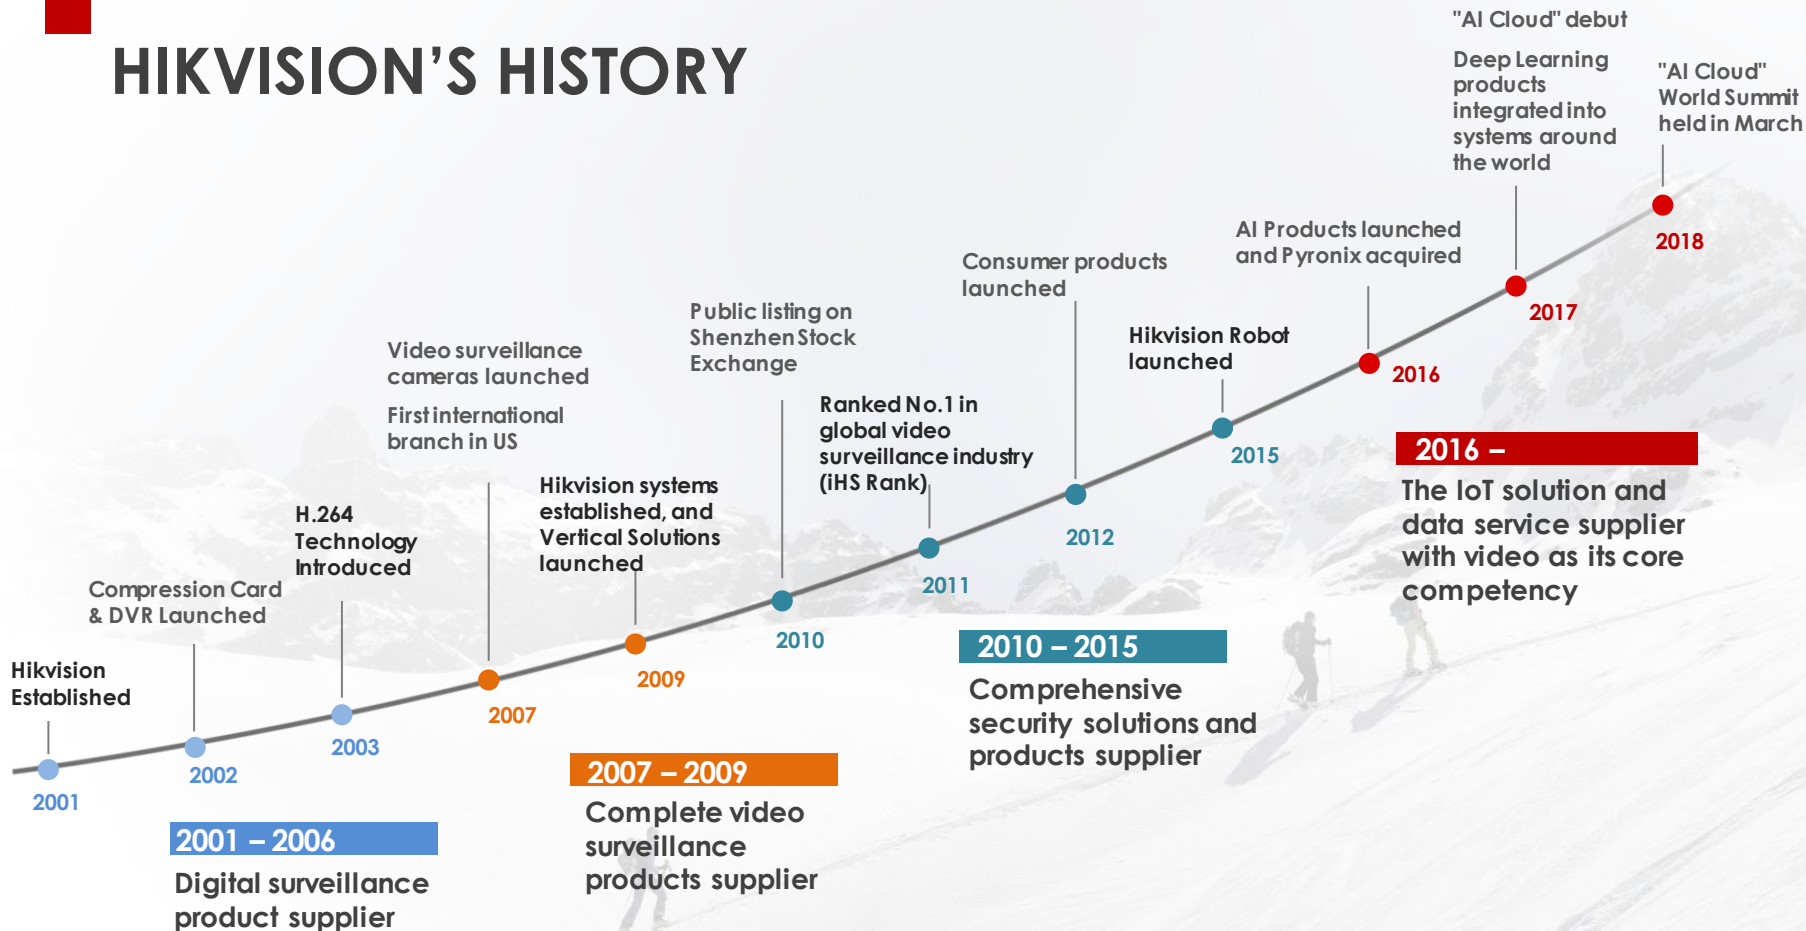 HIKVISION’S HISTORY
Hikvision
Established
2001
Compression Card
& DVR Launched
2002
H.264
Technology
Introduced
2003
Video surveillance
cameras launched
First international
branch in US
2007
Hikvision systems
established, and
Vertical Solutions
launched
2009
Public listing on
Shenzhen Stock
Exchange
2010
Ranked No.1 in
global video
surveillance industry
(iHS Rank)
2011
Consumer products
launched
2012
Hikvision Robot
launched
2015
AI Products launched
and Pyronix acquired
2016
"AI Cloud" debut
Deep Learning
products
integrated into
systems around
the world
2017
"AI Cloud"
World Summit
held in March
2018
2001 – 2006
Digital surveillance
product supplier
2007 – 2009
Complete video
surveillance
products supplier
2010 – 2015
Comprehensive
security solutions and
products supplier
2016 –
The IoT solution and
data service supplier
with video as its core
competency